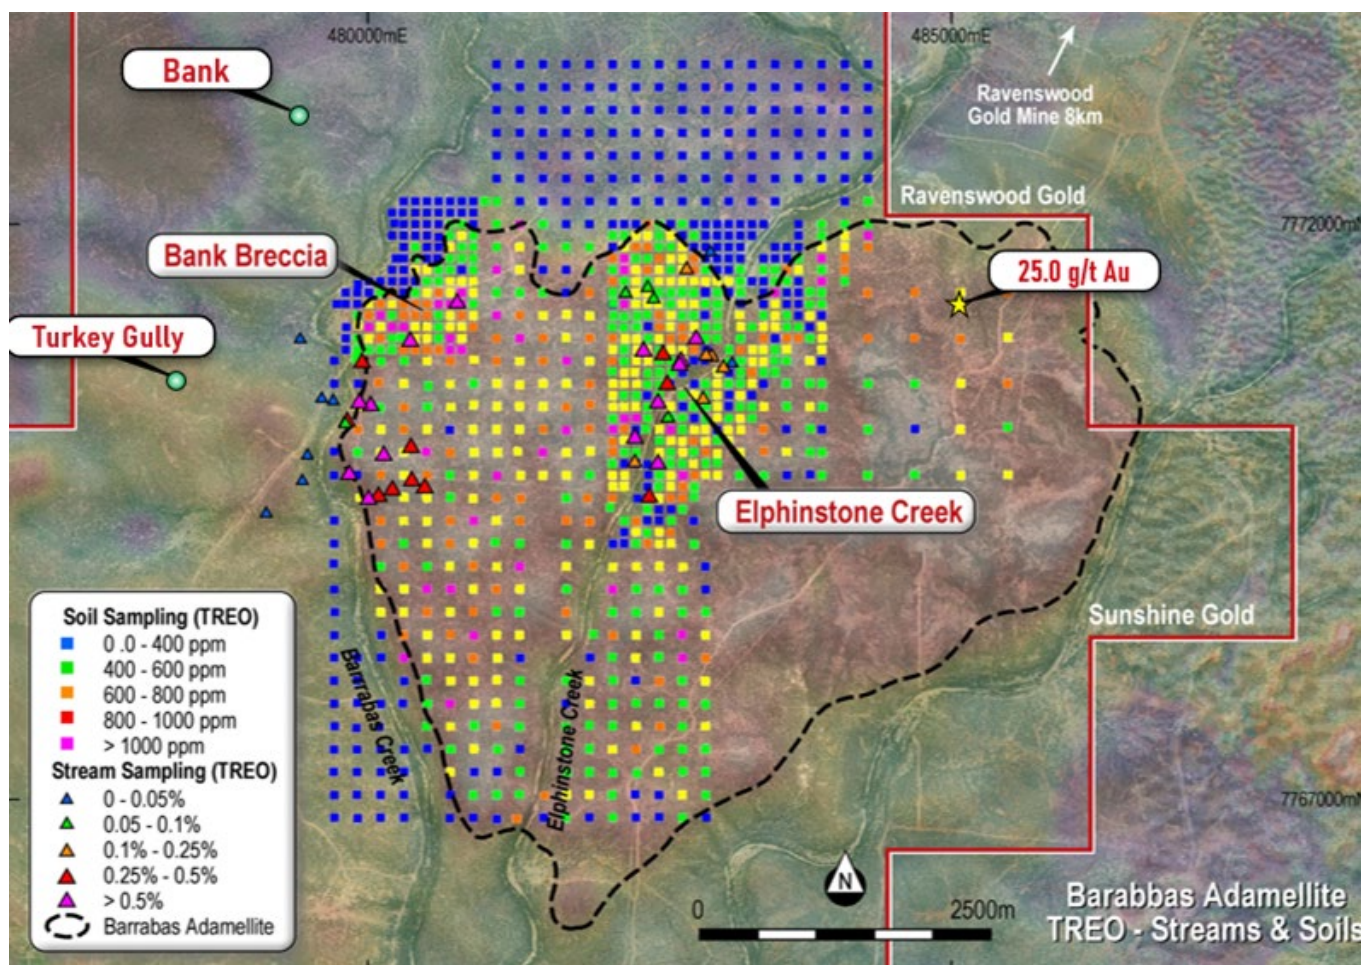 480000mE
485000mE
Bank
Ravenswood
Gold Mine 8km
Ravenswood Gold
7772000mN
Bank Breccia
25.0 g/t Au
Turkey Gully
Elphinstone Creek
Sunshine Gold
Barrabas Creek
Elphinstone Creek
Soil Sampling (TREO)
0 .0 - 400 ppm
400 - 600 ppm
600 - 800 ppm
800 - 1000 ppm
> 1000 ppm
Stream Sampling (TREO)
0 - 0.05%
0.05 - 0.1%
0.1% - 0.25%
0.25% - 0.5%
> 0.5%
Barrabas Adamellite
7767000mN
N
0
2500m
Barabbas Adamellite
TREO - Streams & Soils